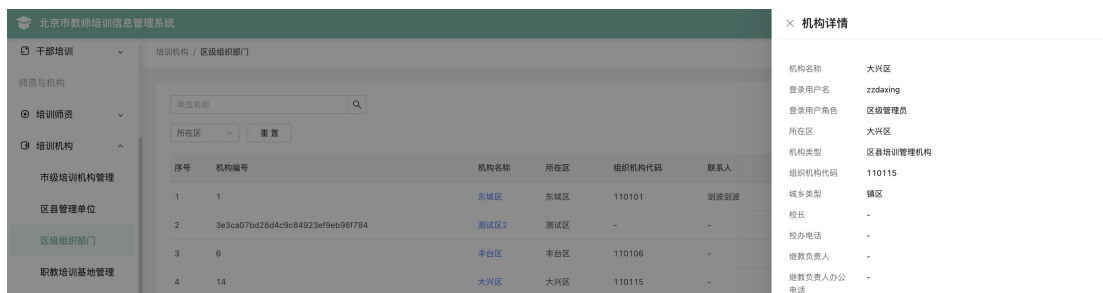 北京市教师培训信息管理系统
干部培训
师资与机构
培训师资
培训机构
市级培训机构管理
区县管理单位
区级组织部门
职教培训基地管理
培训机构 / 区级组织部门
单位名称
所在区 重 置
序号 机构编号 机构名称 所在区 组织机构代码 联系人
1 1 东城区 东城区 110101 剑波剑波
2 3e3ca07bd28d4c9c84923ef9eb98f784 测试区2 测试区 - -
3 6 丰台区 丰台区 110106 -
4 14 大兴区 大兴区 110115 -
× 机构详情
机构名称 大兴区
登录用户名 zzdaxing
登录用户角色 区级管理员
所在区 大兴区
机构类型 区县培训管理机构
组织机构代码 110115
城乡类型 镇区
校长 -
校办电话 -
继教负责人 -
继教负责人办公 -
电话